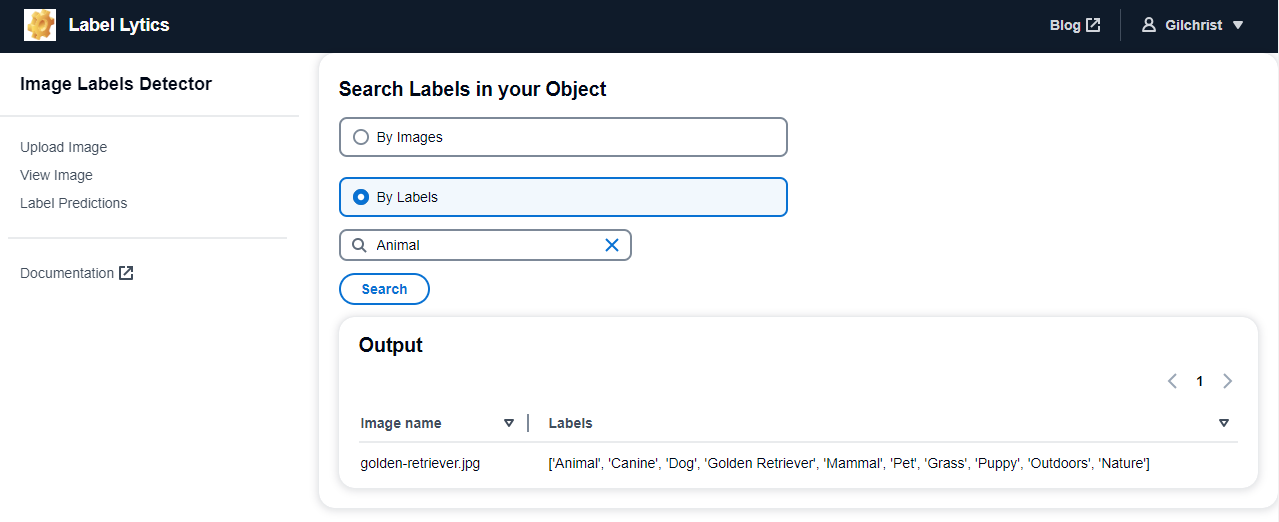 Label Lytics
Blog
Gilchrist
Image Labels Detector
Upload Image
View Image
Label Predictions
Documentation
Search Labels in your Object
By Images
By Labels
Animal
Search
Output
1
Image name
Labels
golden-retriever.jpg
['Animal', 'Canine', 'Dog', 'Golden Retriever', 'Mammal', 'Pet', 'Grass', 'Puppy', 'Outdoors', 'Nature']